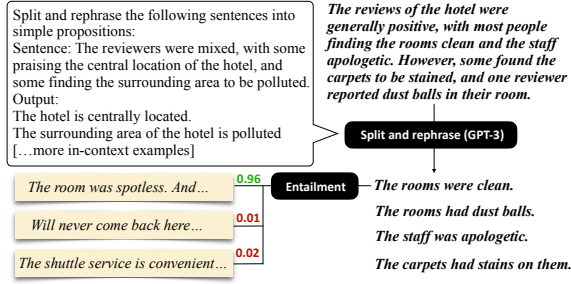 Split and rephrase the following sentences into
simple propositions:
Sentence: The reviewers were mixed, with some
praising the central location of the hotel, and
some finding the surrounding area to be polluted.
Output:
The hotel is centrally located.
The surrounding area of the hotel is polluted
[…more in-context examples]
The reviews of the hotel were
generally positive, with most people
finding the rooms clean and the staff
apologetic. However, some found the
carpets to be stained, and one reviewer
reported dust balls in their room.
Split and rephrase (GPT-3)
The room was spotless. And…
0.96
Entailment
The rooms were clean.
Will never come back here…
0.01
The rooms had dust balls.
The staff was apologetic.
The shuttle service is convenient…
0.02
The carpets had stains on them.